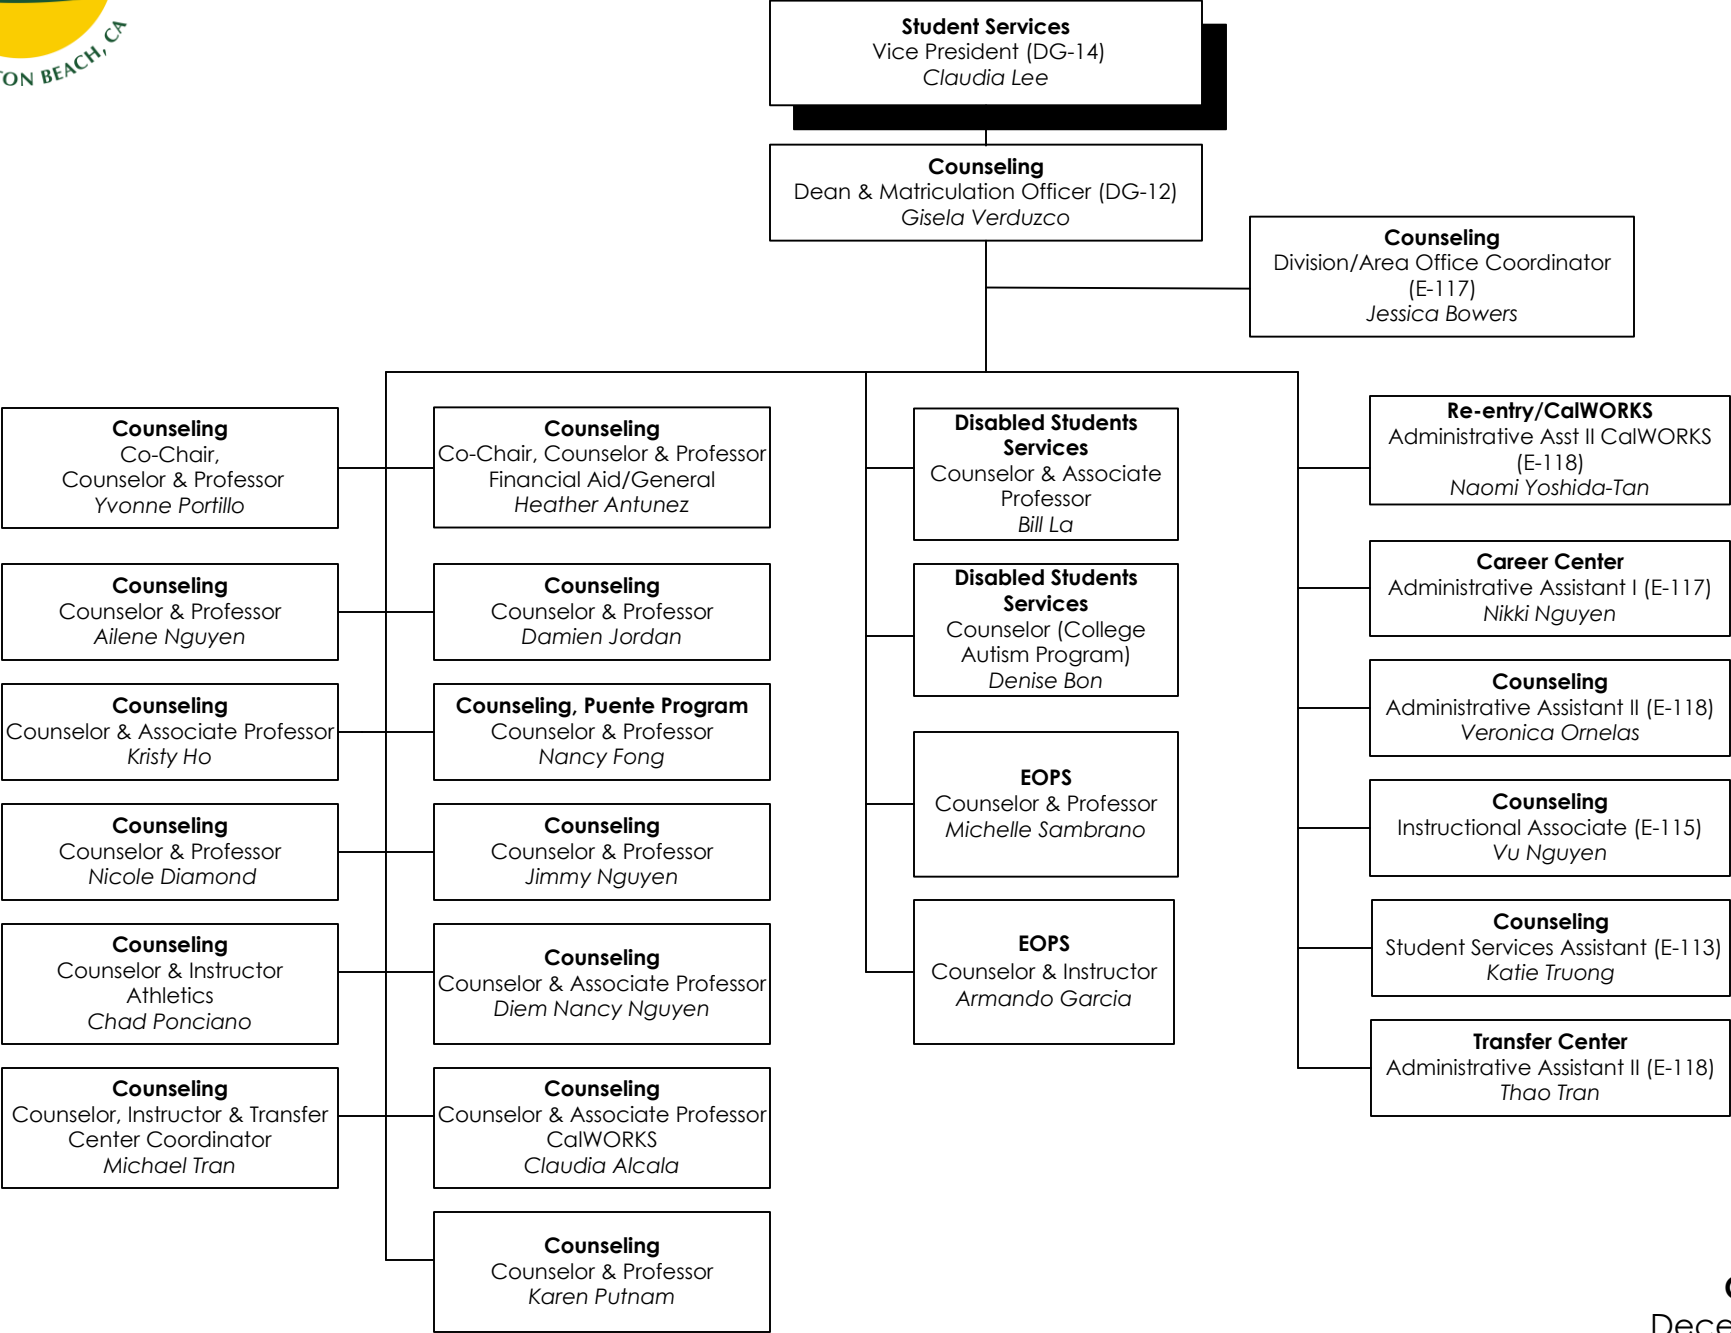 BEACH, CA
Student Services
Vice President (DG-14)
Claudia Lee
Counseling
Dean & Matriculation Officer (DG-12)
Gisela Verduzco
Counseling
Division/Area Office Coordinator
(E-117)
Jessica Bowers
Counseling
Co-Chair,
Counselor & Professor
Yvonne Portillo
Counseling
Counselor & Professor
Ailene Nguyen
Counseling
Counselor & Associate Professor
Kristy Ho
Counseling
Counselor & Professor
Nicole Diamond
Counseling
Counselor & Instructor
Athletics
Chad Ponciano
Counseling
Counselor, Instructor & Transfer
Center Coordinator
Michael Tran
Counseling
Co-Chair, Counselor & Professor
Financial Aid/General
Heather Antunez
Counseling
Counselor & Professor
Damien Jordan
Counseling, Puente Program
Counselor & Professor
Nancy Fong
Counseling
Counselor & Professor
Jimmy Nguyen
Counseling
Counselor & Associate Professor
Diem Nancy Nguyen
Counseling
Counselor & Associate Professor
CalWORKS
Claudia Alcala
Counseling
Counselor & Professor
Karen Putnam
Disabled Students
Services
Counselor & Associate
Professor
Bill La
Disabled Students
Services
Counselor (College
Autism Program)
Denise Bon
EOPS
Counselor & Professor
Michelle Sambrano
EOPS
Counselor & Instructor
Armando Garcia
Re-entry/CalWORKS
Administrative Asst II CalWORKS
(E-118)
Naomi Yoshida-Tan
Career Center
Administrative Assistant I (E-117)
Nikki Nguyen
Counseling
Administrative Assistant II (E-118)
Veronica Ornelas
Counseling
Instructional Associate (E-115)
Vu Nguyen
Counseling
Student Services Assistant (E-113)
Katie Truong
Transfer Center
Administrative Assistant II (E-118)
Thao Tran